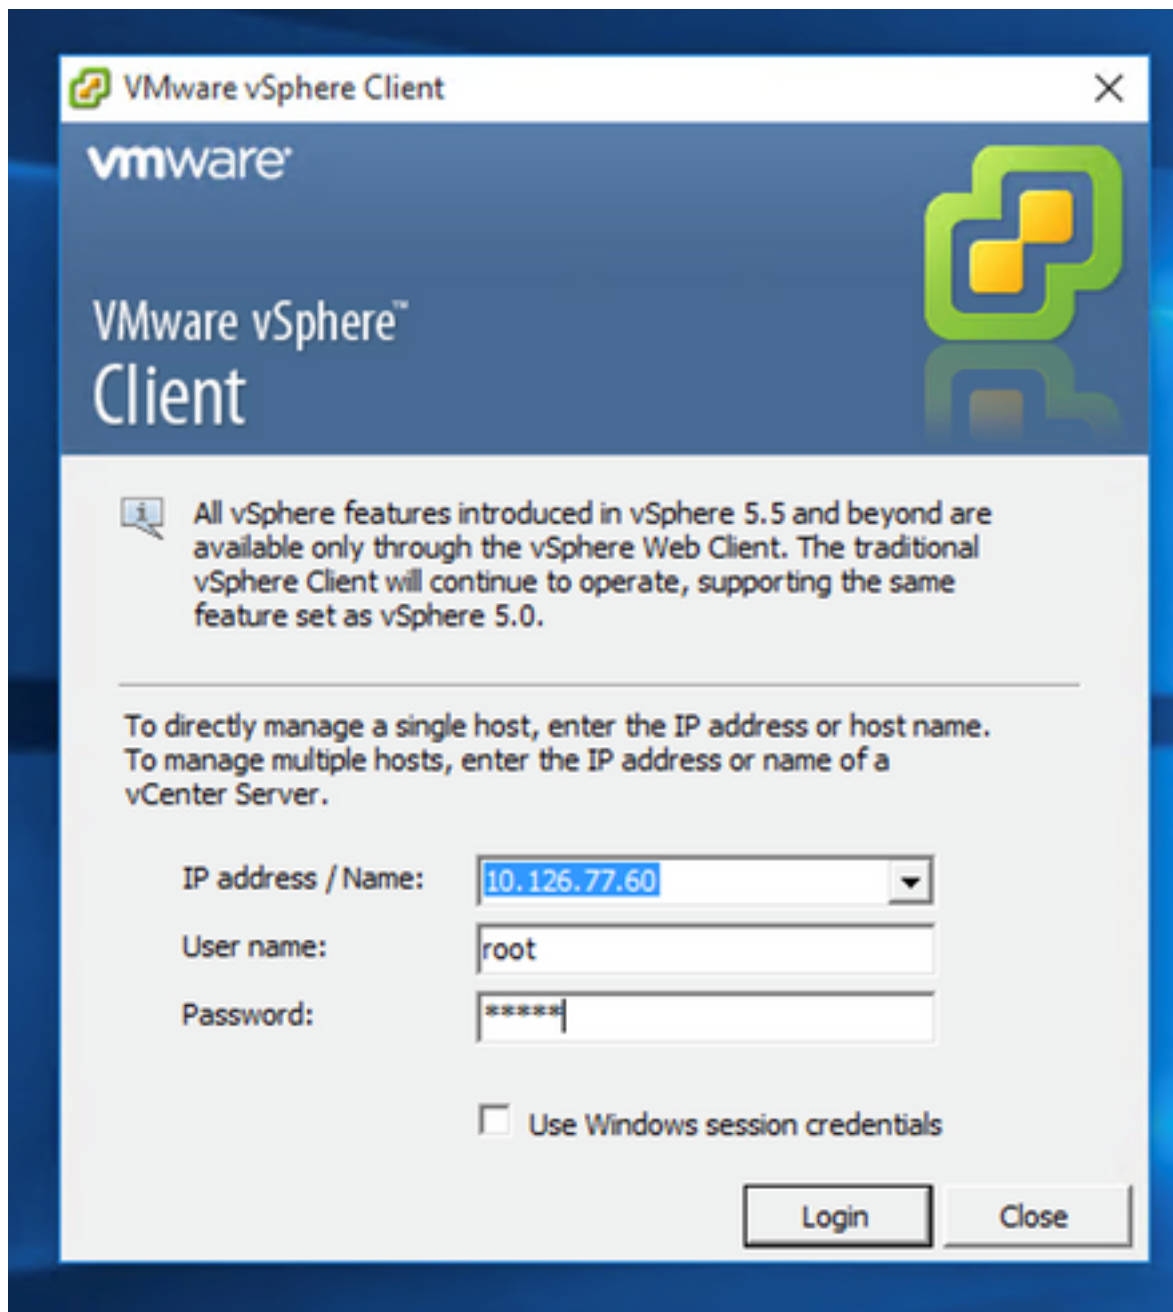 VMware vSphere Client
vmware
VMware vSphere™
Client
All vSphere features introduced in vSphere 5.5 and beyond are
available only through the vSphere Web Client. The traditional
vSphere Client will continue to operate, supporting the same
feature set as vSphere 5.0.
To directly manage a single host, enter the IP address or host name.
To manage multiple hosts, enter the IP address or name of a
vCenter Server.
IP address / Name: 10.126.77.60
User name: root
Password: *****
Use Windows session credentials
Login Close